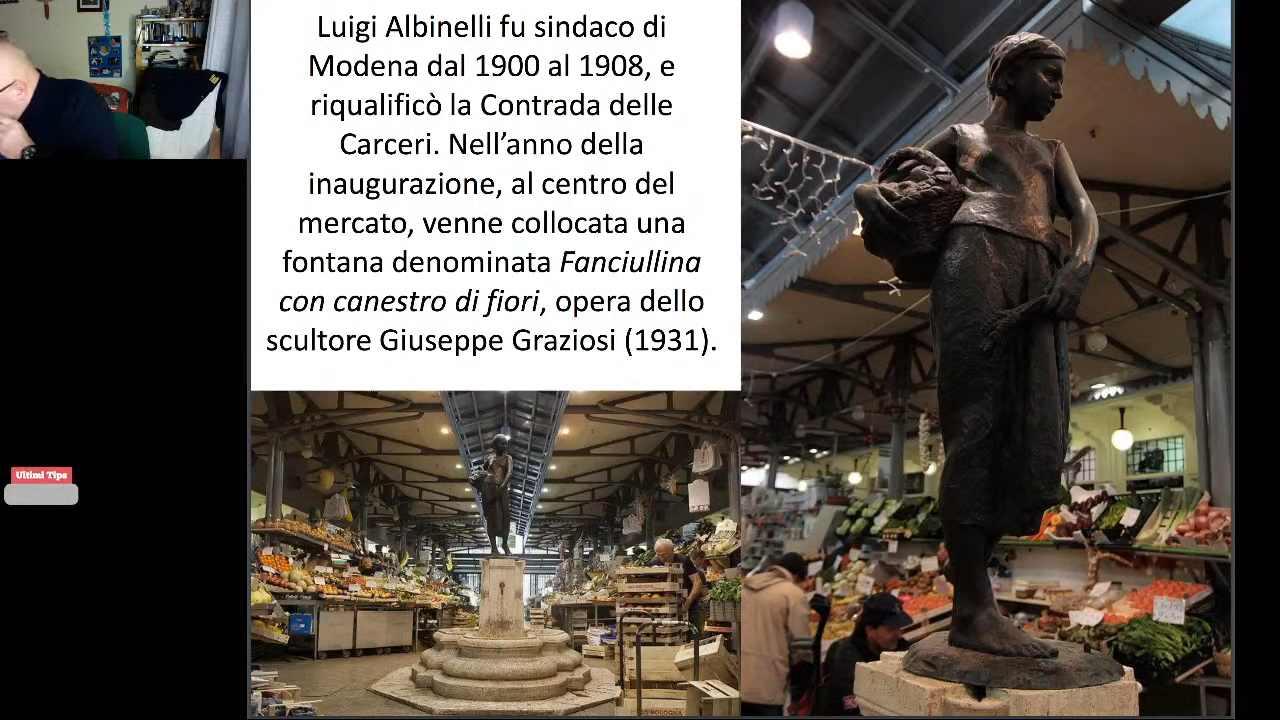 Luigi Albinelli fu sindaco di
Modena dal 1900 al 1908, e
riqualificò la Contrada delle
Carceri. Nell’anno della
inaugurazione, al centro del
mercato, venne collocata una
fontana denominata Fanciullina
con canestro di fiori, opera dello
scultore Giuseppe Graziosi (1931).
Ultimi Tips